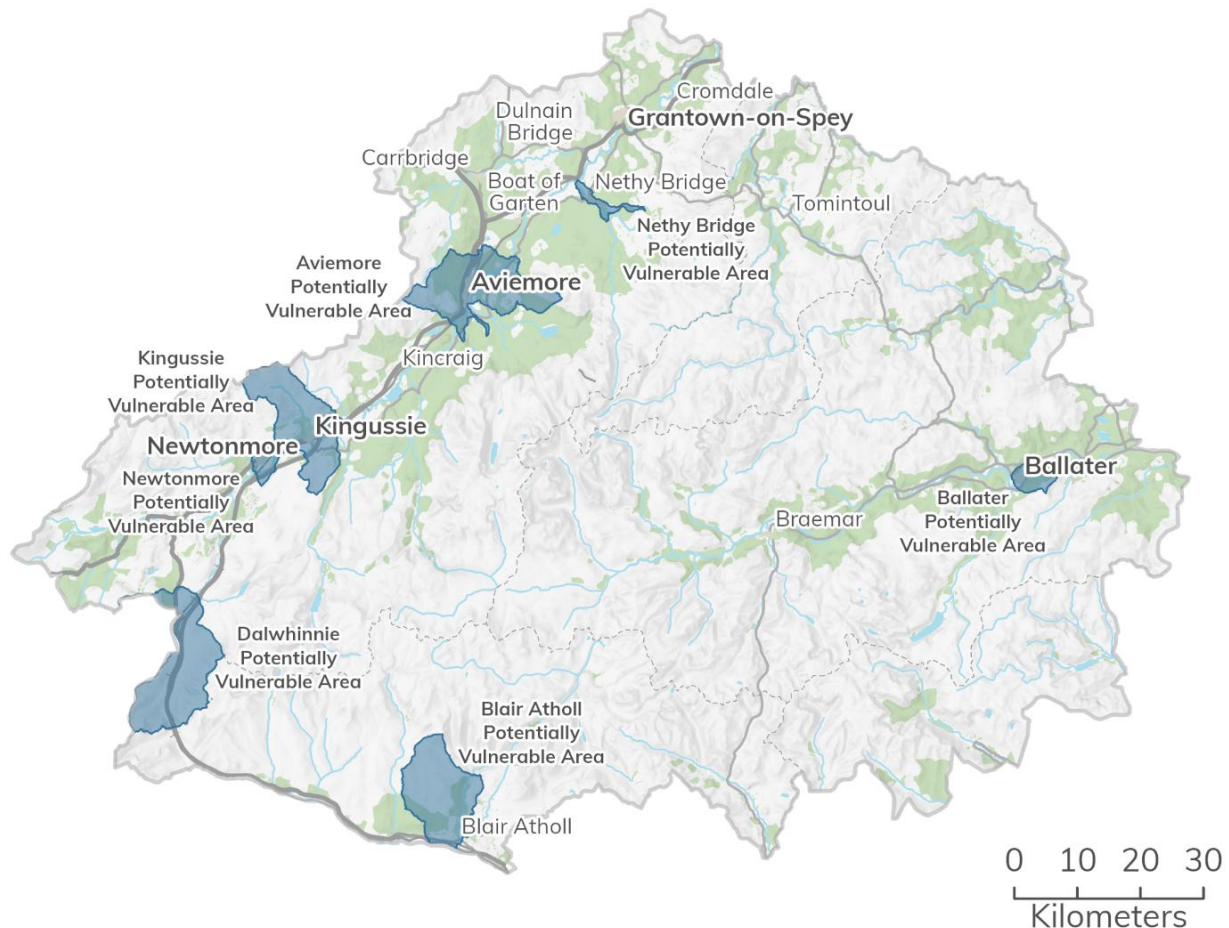 Cromdale
Grantown-on-Spey
Dulnain
Bridge
Carrbridge
Boat of
Garten
Nethy Bridge
Tomintoul
Nethy Bridge
Potentially
Vulnerable Area
Aviemore
Potentially
Vulnerable Area
Aviemore
Kincraig
Kingussie
Potentially
Vulnerable Area
Kingussie
Newtonmore
Newtonmore
Potentially
Vulnerable Area
Ballater
Ballater
Potentially
Vulnerable Area
Braemar
Dalwhinnie
Potentially
Vulnerable Area
Blair Atholl
Potentially
Vulnerable Area
Blair Atholl
0 10 20 30
Kilometers